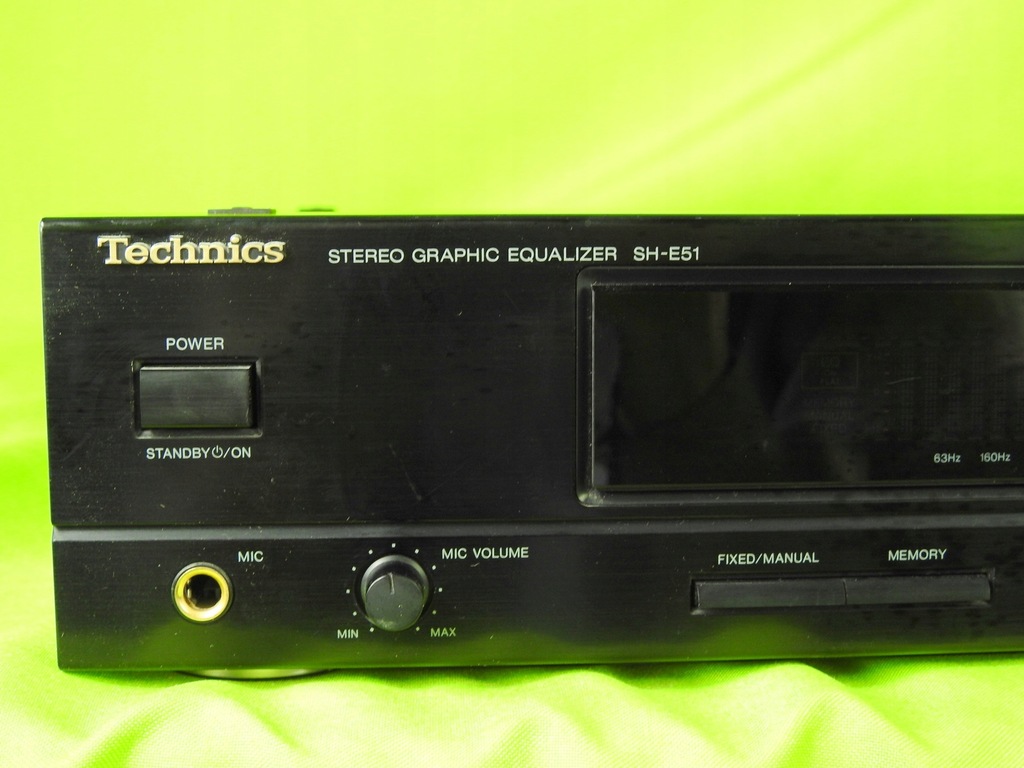 Technics
STEREO GRAPHIC EQUALIZER SH-E51
POWER
STANDBY⏻/ON
63Hz 160Hz
MIC
MIC VOLUME
MIN MAX
FIXED/MANUAL MEMORY